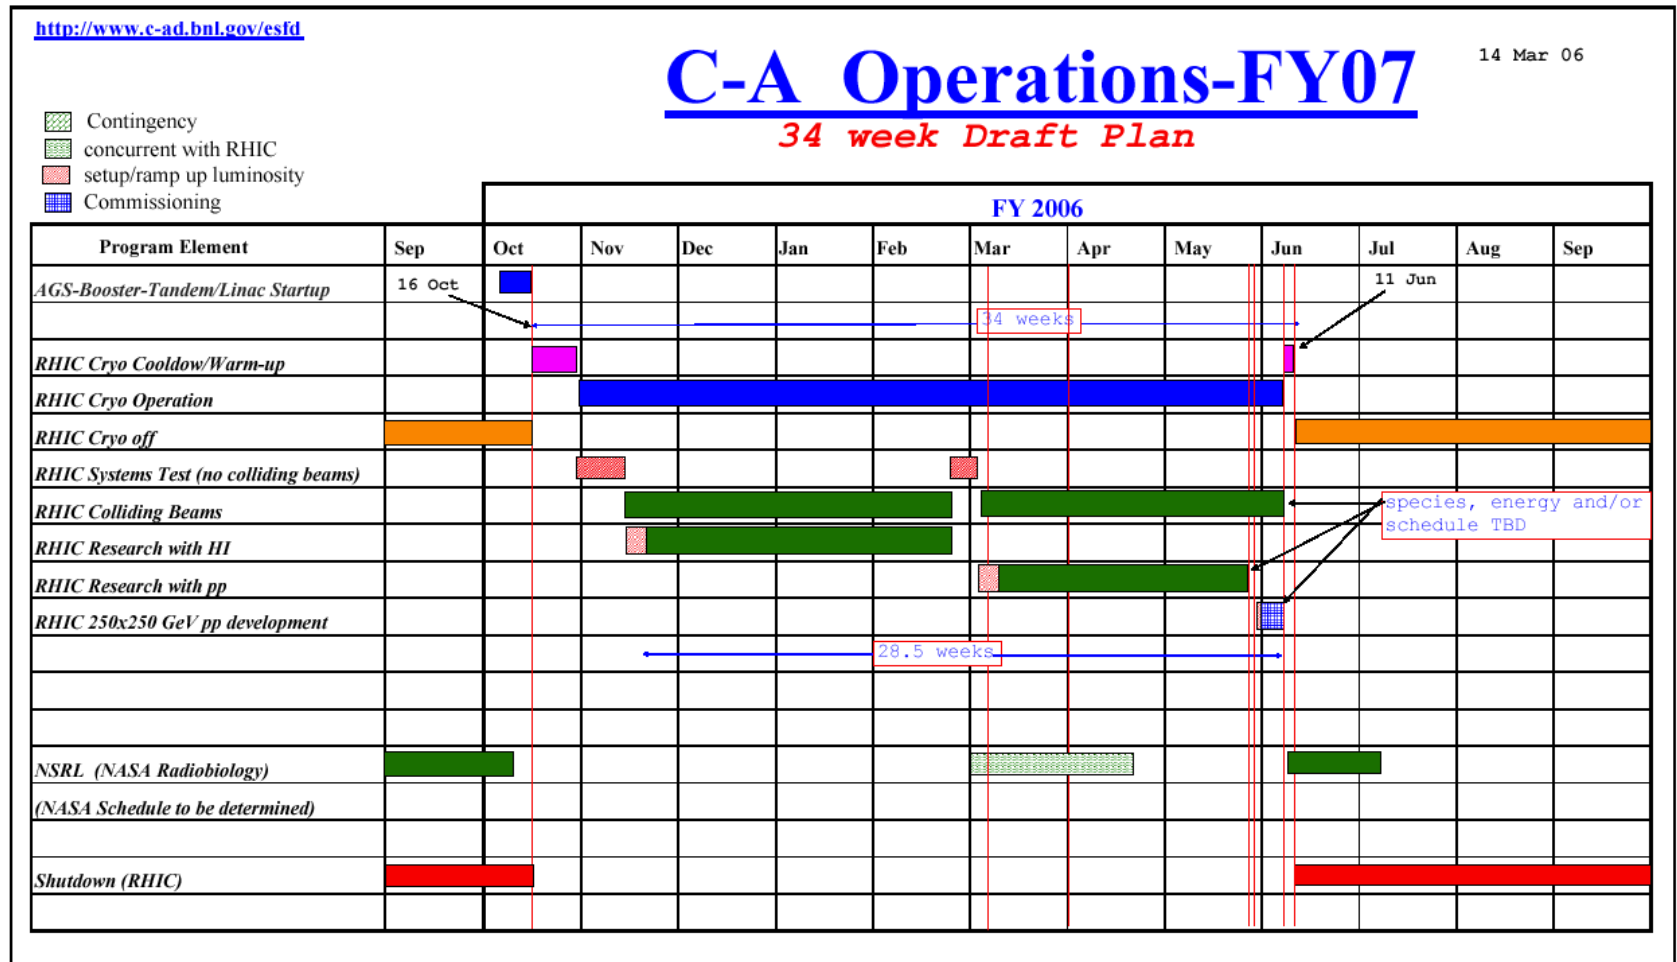 http://www.c-ad.bnl.gov/esfd
C-A Operations-FY07
14 Mar 06
34 week Draft Plan
Contingency
concurrent with RHIC
setup/ramp up luminosity
Commissioning
FY 2006
Program Element Sep Oct Nov Dec Jan Feb Mar Apr May Jun Jul Aug Sep
AGS-Booster-Tandem/Linac Startup
16 Oct
11 Jun
34 weeks
RHIC Cryo Cooldow/Warm-up
RHIC Cryo Operation
RHIC Cryo off
RHIC Systems Test (no colliding beams)
RHIC Colliding Beams
species, energy and/or
schedule TBD
RHIC Research with HI
RHIC Research with pp
RHIC 250x250 GeV pp development
28.5 weeks
NSRL (NASA Radiobiology)
(NASA Schedule to be determined)
Shutdown (RHIC)